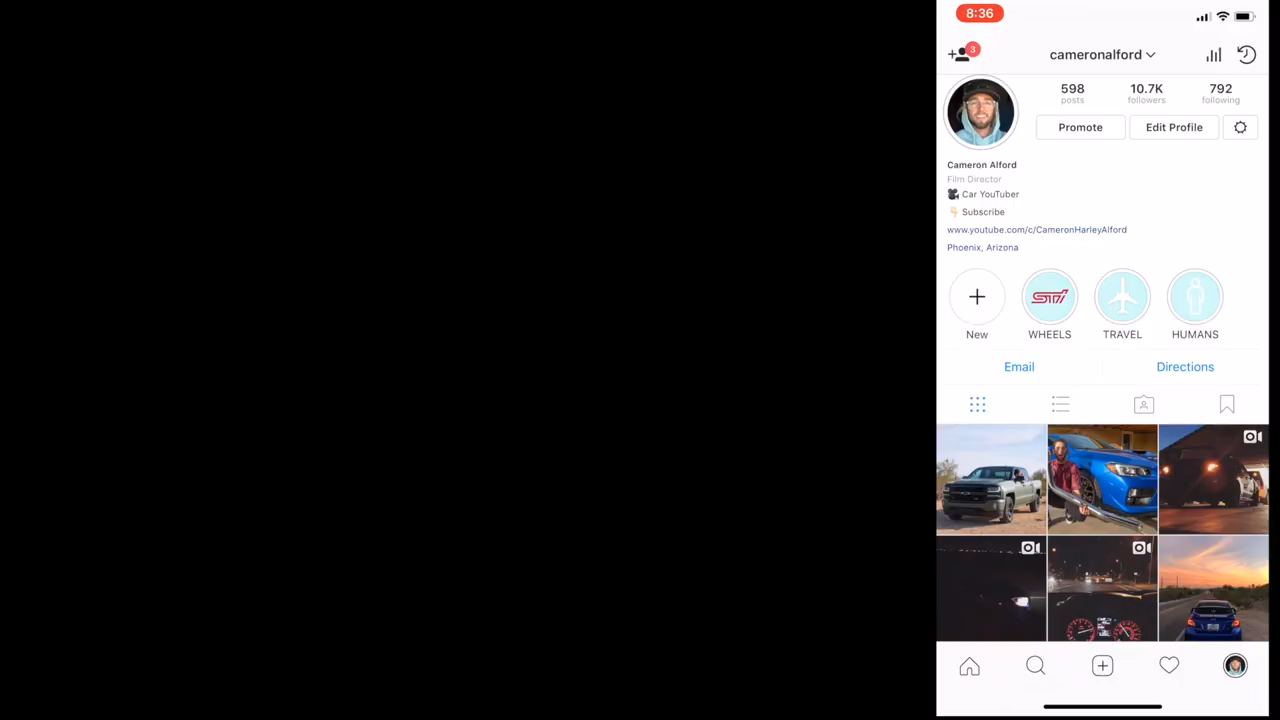 8:36
3
cameronalford
598
posts
10.7K
followers
792
following
Promote
Edit Profile
Cameron Alford
Film Director
Car YouTuber
Subscribe
www.youtube.com/c/CameronHarleyAlford
Phoenix, Arizona
STI
New
WHEELS
TRAVEL
HUMANS
Email
Directions